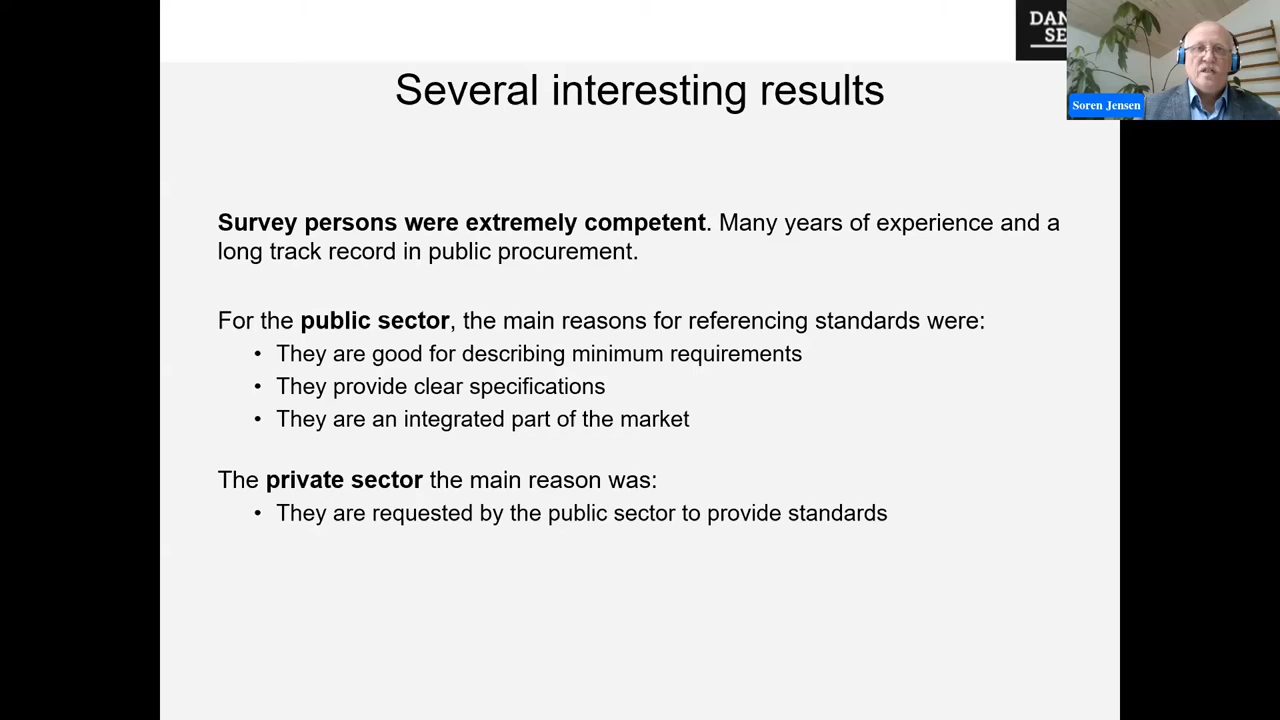 DAN
SE
Soren Jensen
Several interesting results
Survey persons were extremely competent. Many years of experience and a
long track record in public procurement.
For the public sector, the main reasons for referencing standards were:
• They are good for describing minimum requirements
• They provide clear specifications
• They are an integrated part of the market
The private sector the main reason was:
• They are requested by the public sector to provide standards